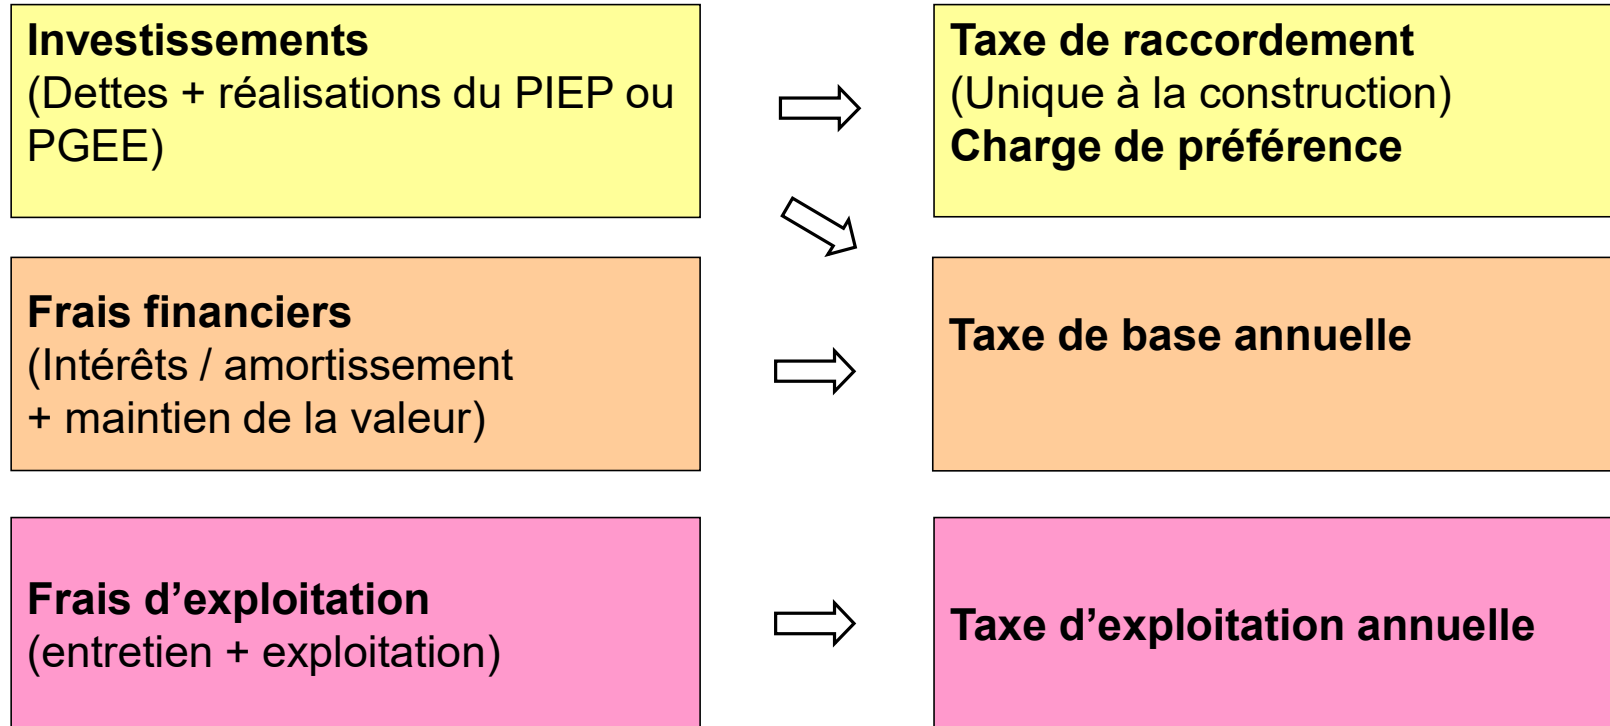 Investissements
(Dettes + réalisations du PIEP ou
PGEE)
Taxe de raccordement
(Unique à la construction)
Charge de préférence
Frais financiers
(Intérêts / amortissement
+ maintien de la valeur)
Taxe de base annuelle
Frais d’exploitation
(entretien + exploitation)
Taxe d’exploitation annuelle